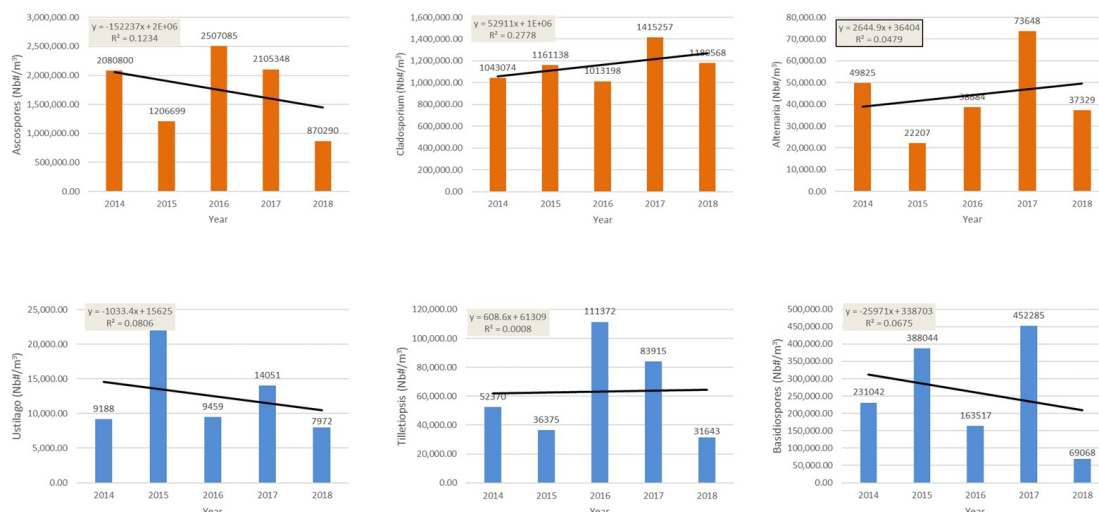 y = -152237x + 2E+06
R² = 0.1234
Ascospores (Nb#/m³)
3,000,000.00
2,500,000.00
2,000,000.00
1,500,000.00
1,000,000.00
500,000.00
0.00
2080800
1206699
2507085
2105348
870290
2014 2015 2016 2017 2018
Year
y = 52911x + 1E+06
R² = 0.2778
Cladosporium (Nb#/m³)
1,600,000.00
1,400,000.00
1,200,000.00
1,000,000.00
800,000.00
600,000.00
400,000.00
200,000.00
0.00
1043074
1161138
1013198
1415257
2014 2015 2016 2017 2018
Year
y = 2644.9x + 36404
R² = 0.0479
Alternaria (Nb#/m³)
80,000.00
70,000.00
60,000.00
50,000.00
40,000.00
30,000.00
20,000.00
10,000.00
0.00
49825
22207
38684
73648
37329
2014 2015 2016 2017 2018
Year
y = -1033.4x + 15625
R² = 0.0806
Ustilago (Nb#/m³)
25,000.00
20,000.00
15,000.00
10,000.00
5,000.00
0.00
9188
9459
14051
7972
2014 2015 2016 2017 2018
Year
y = 608.6x + 61309
R² = 0.0008
Tilletiopsis (Nb#/m³)
120,000.00
100,000.00
80,000.00
60,000.00
40,000.00
20,000.00
0.00
52370
36375
111372
83915
31643
2014 2015 2016 2017 2018
Year
y = -25971x + 338703
R² = 0.0675
Basidiospores (Nb#/m³)
500,000.00
450,000.00
400,000.00
350,000.00
300,000.00
250,000.00
200,000.00
150,000.00
100,000.00
50,000.00
0.00
231042
388044
163517
452285
69068
2014 2015 2016 2017 2018
Year